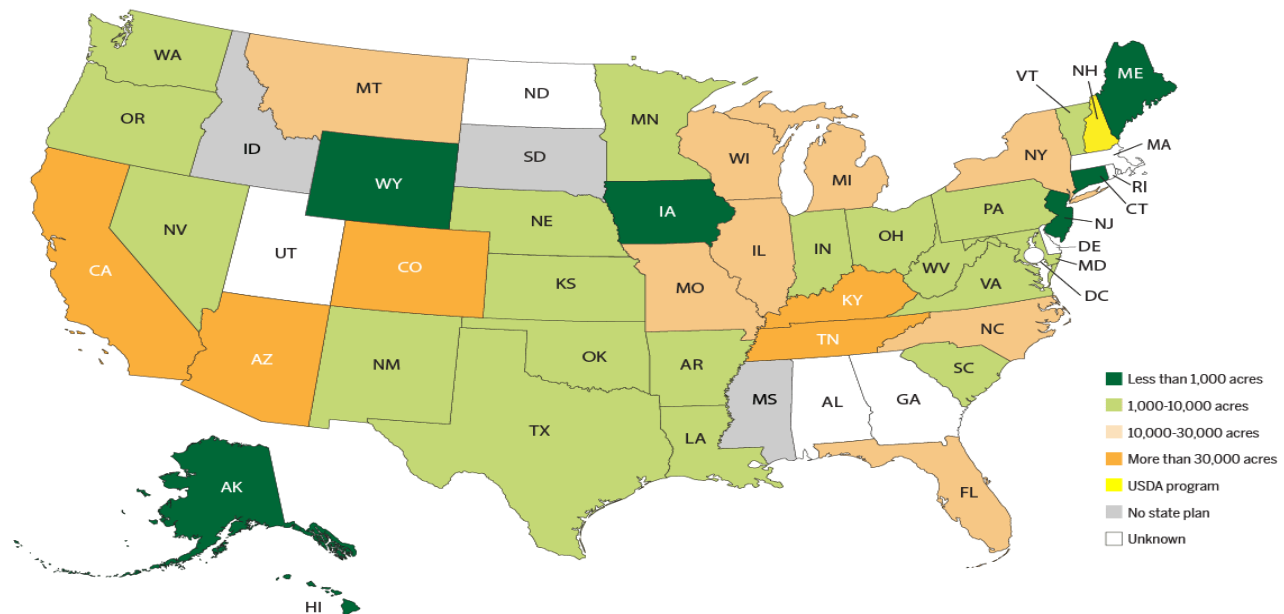 WA
MT
ND
MN
VT
NH
ME
OR
ID
SD
WI
MI
NY
MA
RI
CT
WY
IA
NE
PA
NJ
NV
UT
CO
IL
IN
OH
DE
MD
WV
VA
DC
CA
KS
MO
KY
NC
AZ
NM
OK
AR
TN
SC
TX
LA
MS
AL
GA
FL
AK
HI
Less than 1,000 acres
1,000-10,000 acres
10,000-30,000 acres
More than 30,000 acres
USDA program
No state plan
Unknown